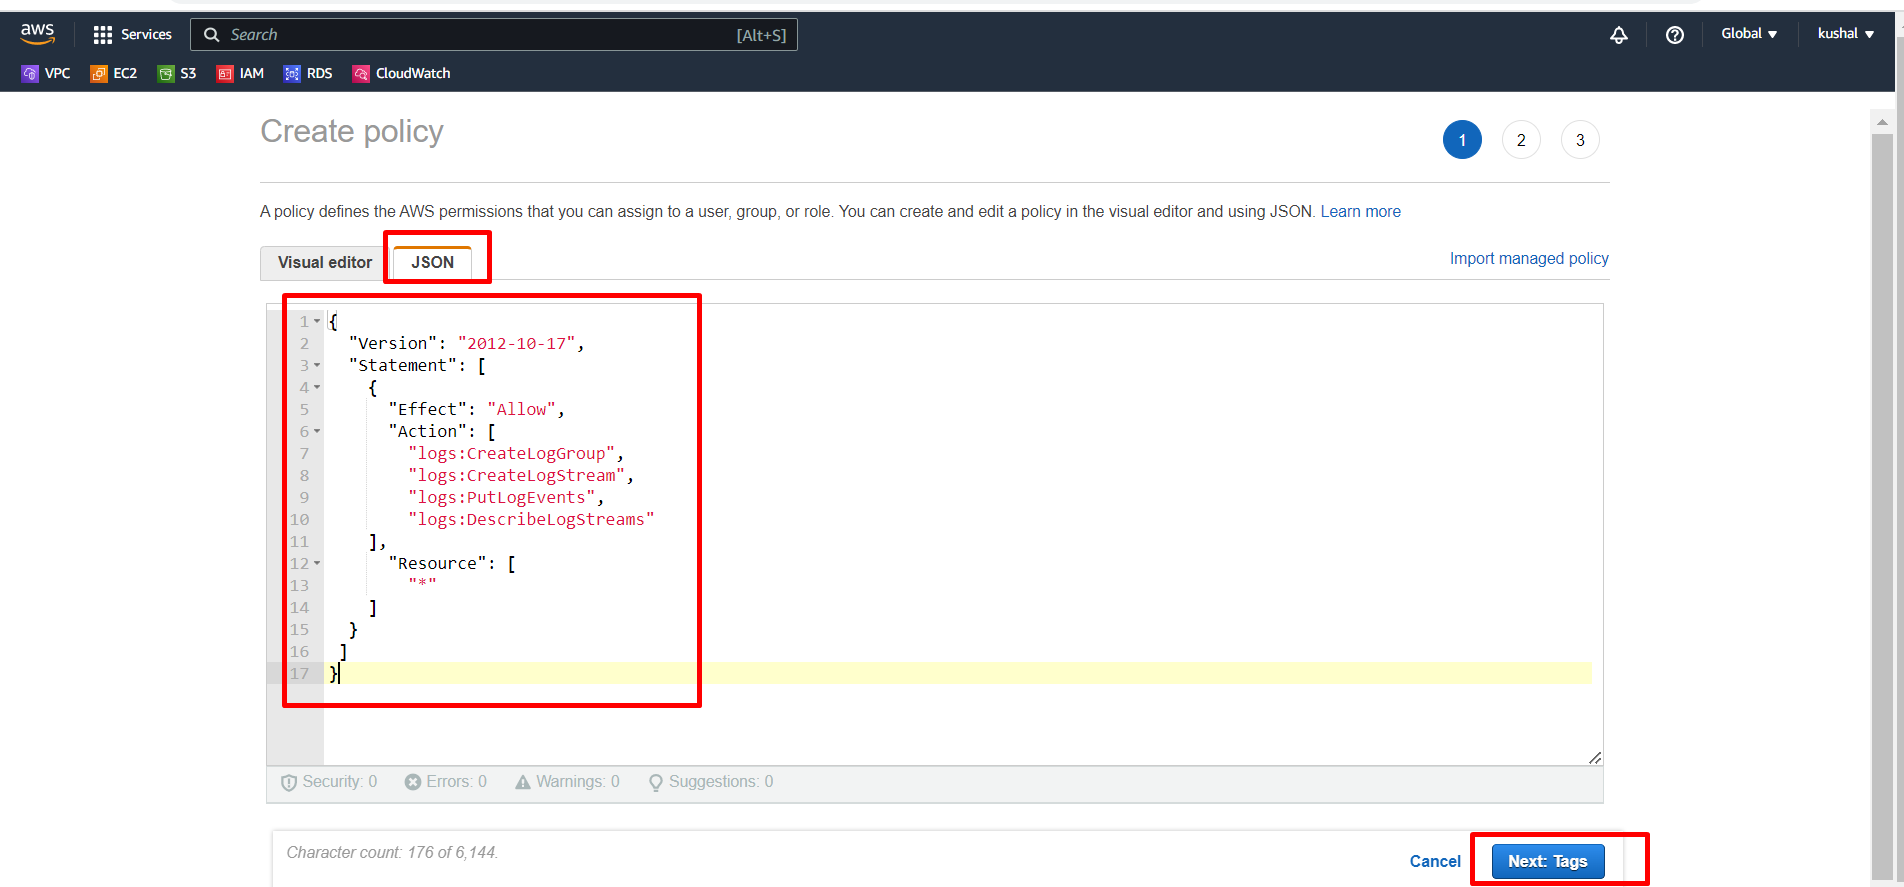 aws Services Search [Alt+S] Global kushal
VPC EC2 S3 IAM RDS CloudWatch
Create policy
1 2 3
A policy defines the AWS permissions that you can assign to a user, group, or role. You can create and edit a policy in the visual editor and using JSON. Learn more
Visual editor JSON Import managed policy
1 {
2 "Version": "2012-10-17",
3 "Statement": [
4 {
5 "Effect": "Allow",
6 "Action": [
7 "logs:CreateLogGroup",
8 "logs:CreateLogStream",
9 "logs:PutLogEvents",
10 "logs:DescribeLogStreams"
11 ],
12 "Resource": [
13 "*"
14 ]
15 }
16 ]
17 }
Security: 0 Errors: 0 Warnings: 0 Suggestions: 0
Character count: 176 of 6,144.
Cancel Next: Tags